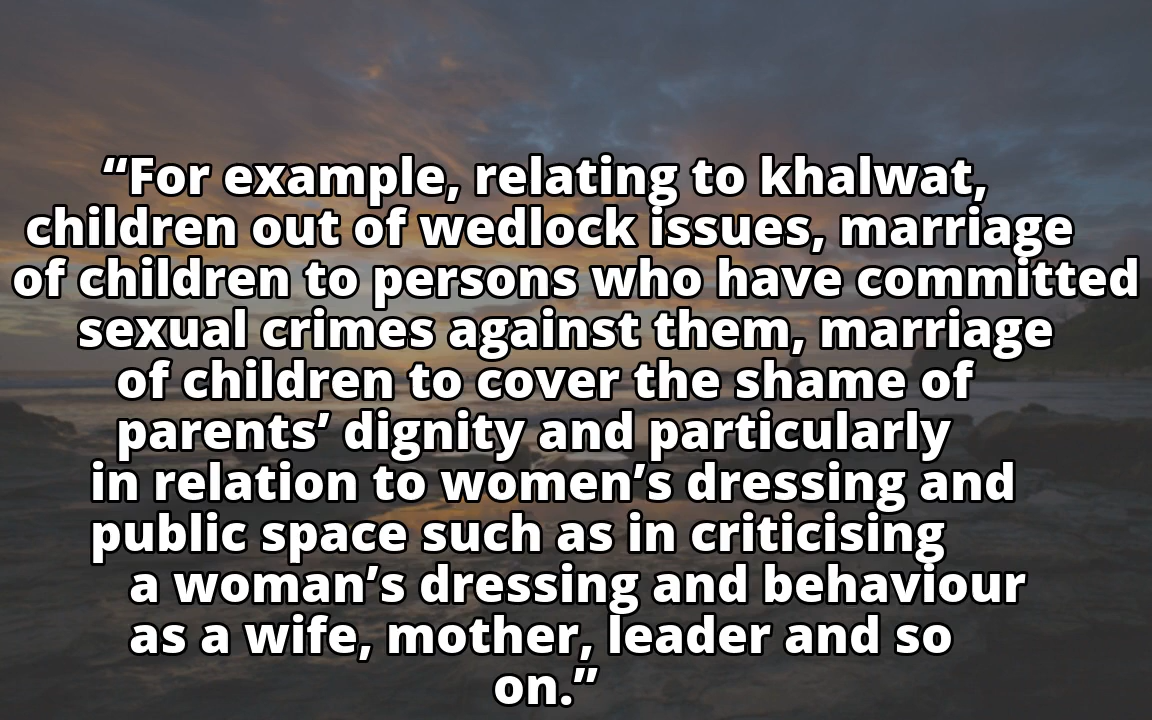 “For example, relating to khalwat,
children out of wedlock issues, marriage
of children to persons who have committed
sexual crimes against them, marriage
of children to cover the shame of
parents’ dignity and particularly
in relation to women’s dressing and
public space such as in criticising
a woman’s dressing and behaviour
as a wife, mother, leader and so
on.”